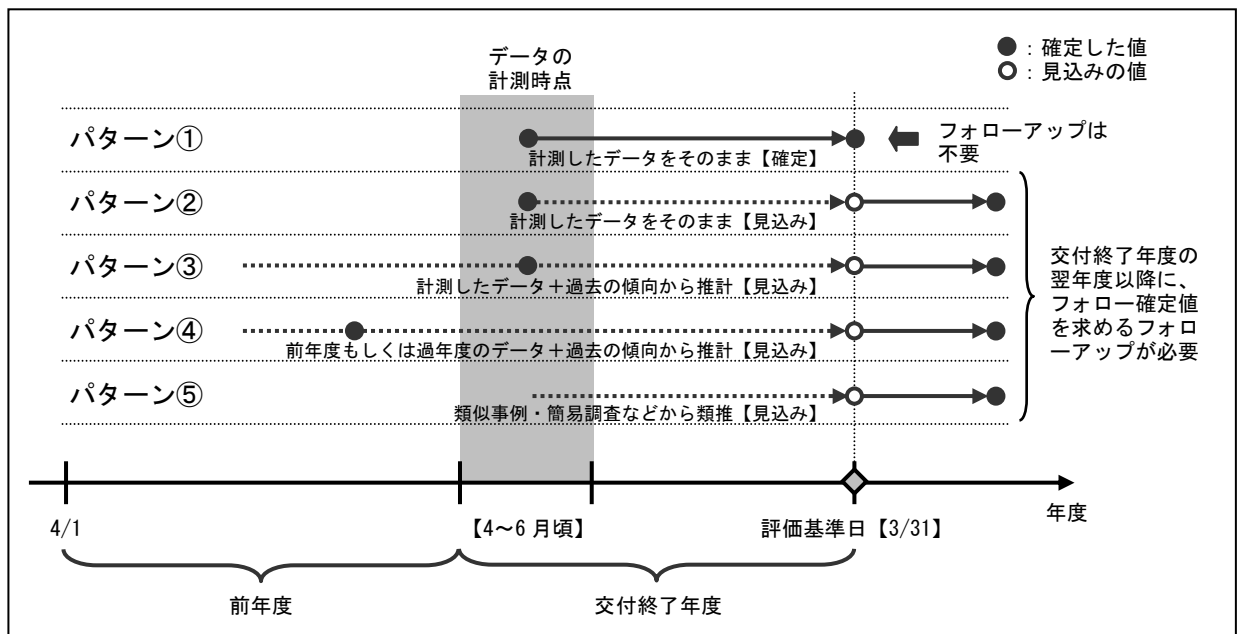 データの
計測時点
●：確定した値
○：見込みの値
パターン①
計測したデータをそのまま【確定】
フォローアップは
不要
パターン②
計測したデータをそのまま【見込み】
パターン③
計測したデータ＋過去の傾向から推計【見込み】
パターン④
前年度もしくは過年度のデータ＋過去の傾向から推計【見込み】
パターン⑤
類似事例・簡易調査などから類推【見込み】
交付終了年度の
翌年度以降に、
フォロー確定値
を求めるフォロ
ーアップが必要
年度
4/1
【4～6 月頃】
評価基準日【3/31】
前年度
交付終了年度